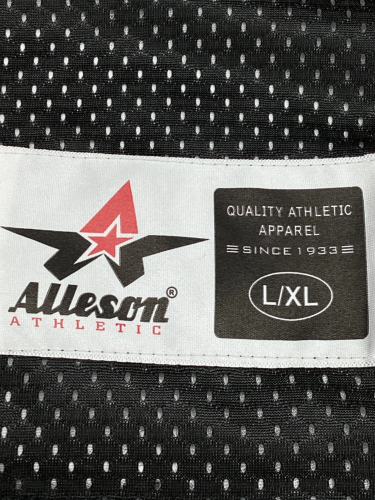 Alleson®
ATHLETIC
QUALITY ATHLETIC
APPAREL
SINCE 1933
L/XL